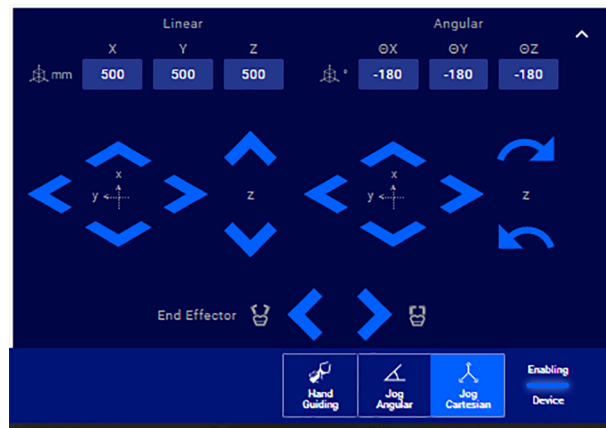 Linear Angular
X Y Z ΘX ΘY ΘZ
mm 500 500 500 ° -180 -180 -180
x x
y z y z
End Effector
Hand Guiding
Jog Angular
Jog Cartesian
Enabling
Device